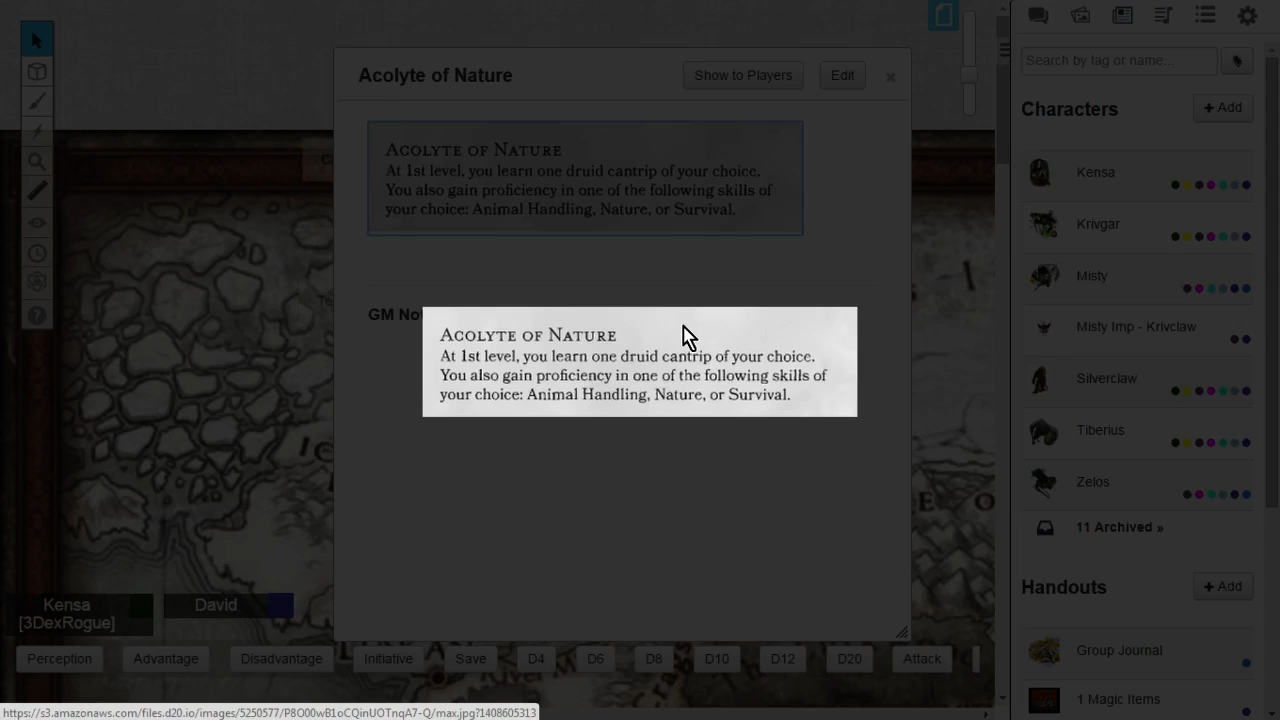 Acolyte of Nature
Show to Players
Edit
×
Acolyte of Nature
At 1st level, you learn one druid cantrip of your choice.
You also gain proficiency in one of the following skills of
your choice: Animal Handling, Nature, or Survival.
GM No
Acolyte of Nature
At 1st level, you learn one druid cantrip of your choice.
You also gain proficiency in one of the following skills of
your choice: Animal Handling, Nature, or Survival.
Kensa
[3DexRogue]
David
Perception
Advantage
Disadvantage
Initiative
Save
D4
D6
D8
D10
D12
D20
Attack
https://s3.amazonaws.com/files.d20.io/images/5250577/P8O00wB1oCQinUOTnqA7-Q/max.jpg?1408605313
Search by tag or name...
Characters
+ Add
Kensa
Krivgar
Misty
Misty Imp - Krivclaw
Silverclaw
Tiberius
Zelos
11 Archived »
Handouts
+ Add
Group Journal
1 Magic Items